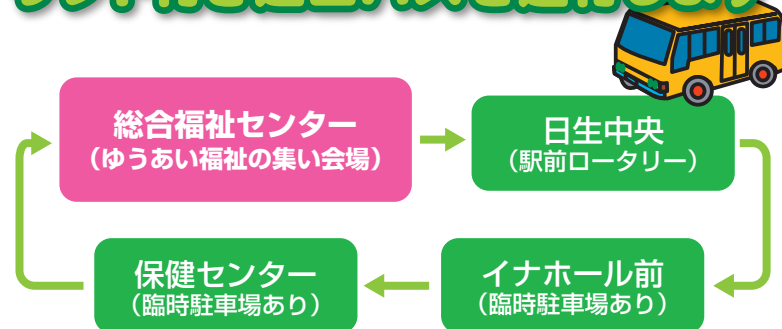 総合福祉センター
（ゆうあい福祉の集い会場）
日生中央
（駅前ロータリー）
保健センター
（臨時駐車場あり）
イナホール前
（臨時駐車場あり）